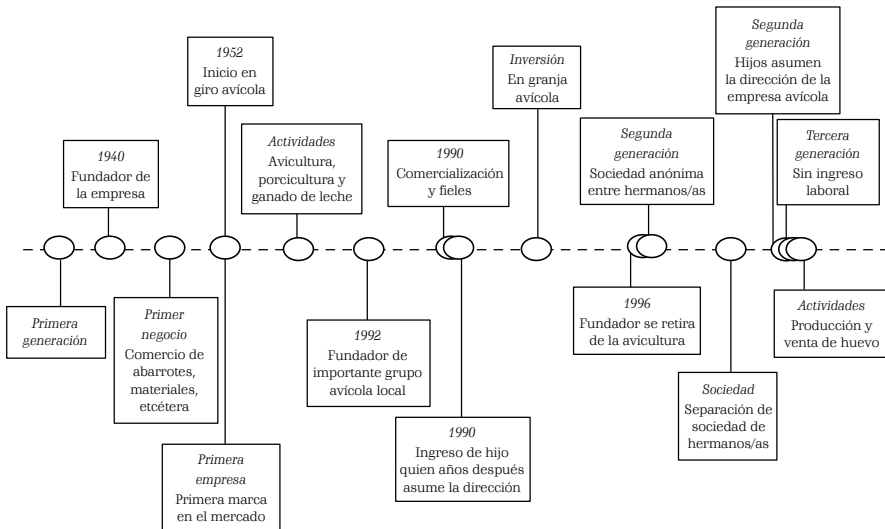 Segunda
generación
Hijos asumen
la dirección de la
empresa avícola
1952
Inicio en
giro avícola
Inversión
En granja
avícola
Actividades
Avicultura,
porcicultura y
ganado de leche
Segunda
generación
Sociedad anónima
entre hermanos/as
Tercera
generación
Sin ingreso
laboral
1940
Fundador de
la empresa
1990
Comercialización
y fieles
Primera
generación
Primer
negocio
Comercio de
abarrotes,
materiales,
etcétera
1992
Fundador de
importante grupo
avícola local
1996
Fundador se retira
de la avicultura
Actividades
Producción y
venta de huevo
Sociedad
Separación de
sociedad de
hermanos/as
1990
Ingreso de hijo
quien años después
asume la dirección
Primera
empresa
Primera marca
en el mercado